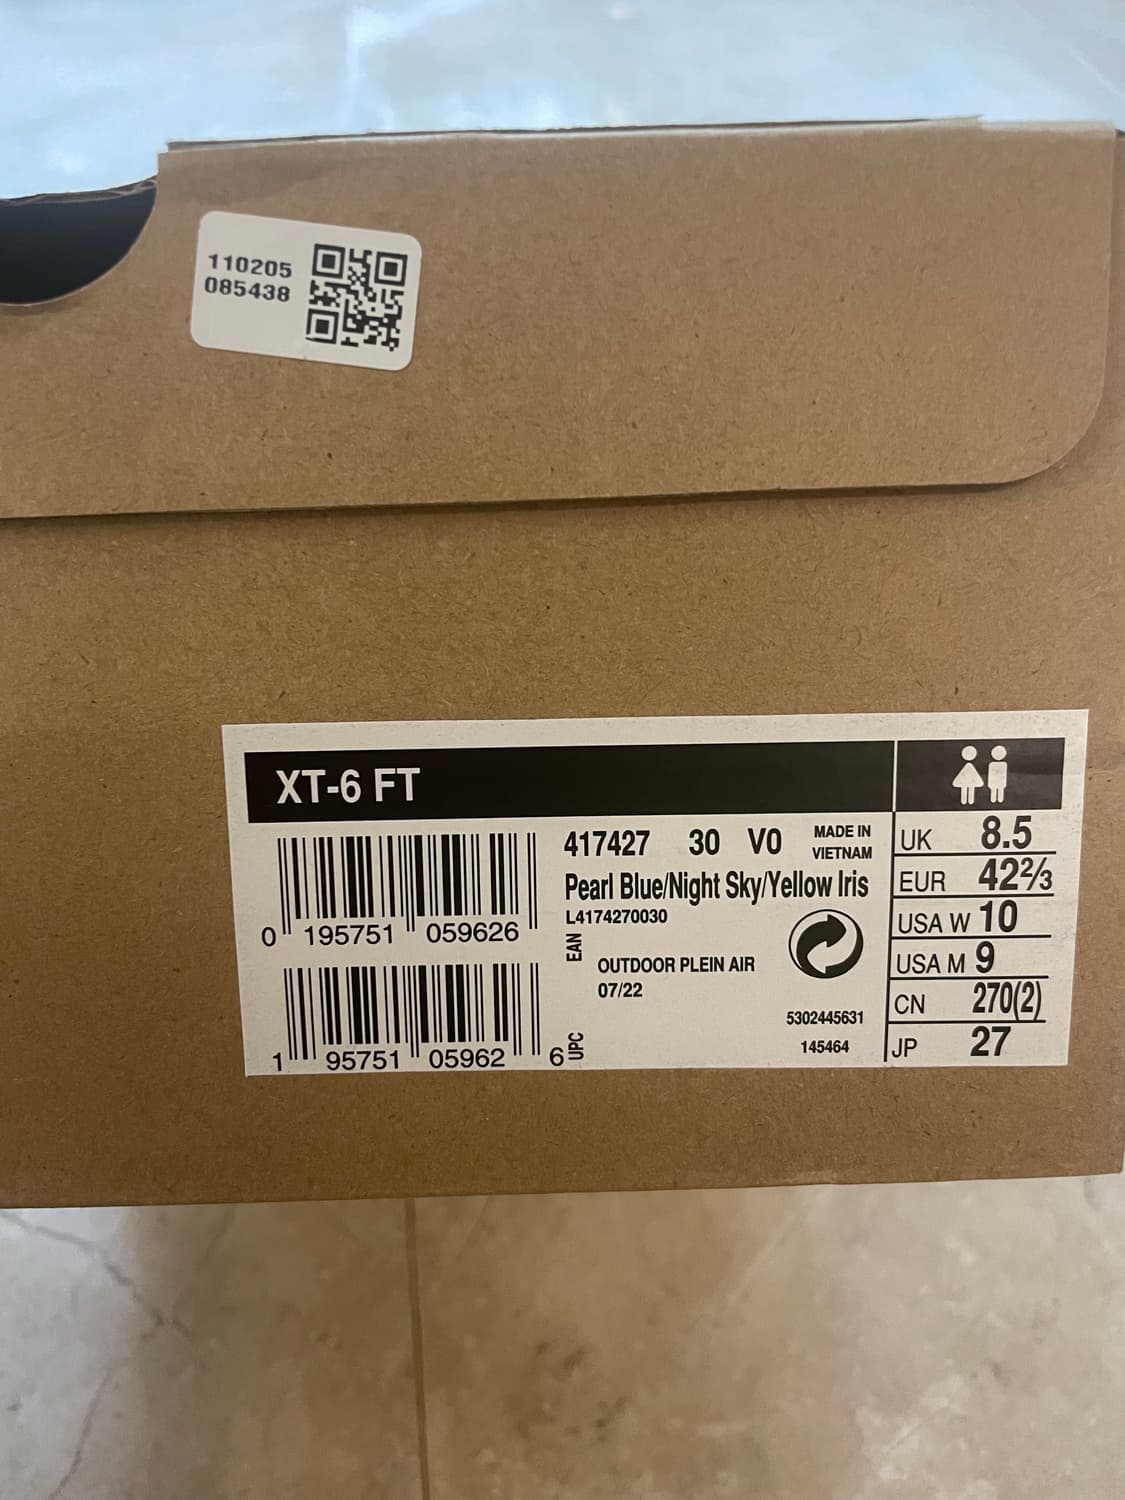 110205
085438
XT-6 FT
417427 30 V0
MADE IN
VIETNAM
Pearl Blue/Night Sky/Yellow Iris
L4174270030
0 195751 059626
EAN
OUTDOOR PLEIN AIR
07/22
5302445631
145464
1 95751 05962 6
UPC
UK 8.5
EUR 42⅔
USA W 10
USA M 9
CN 270(2)
JP 27